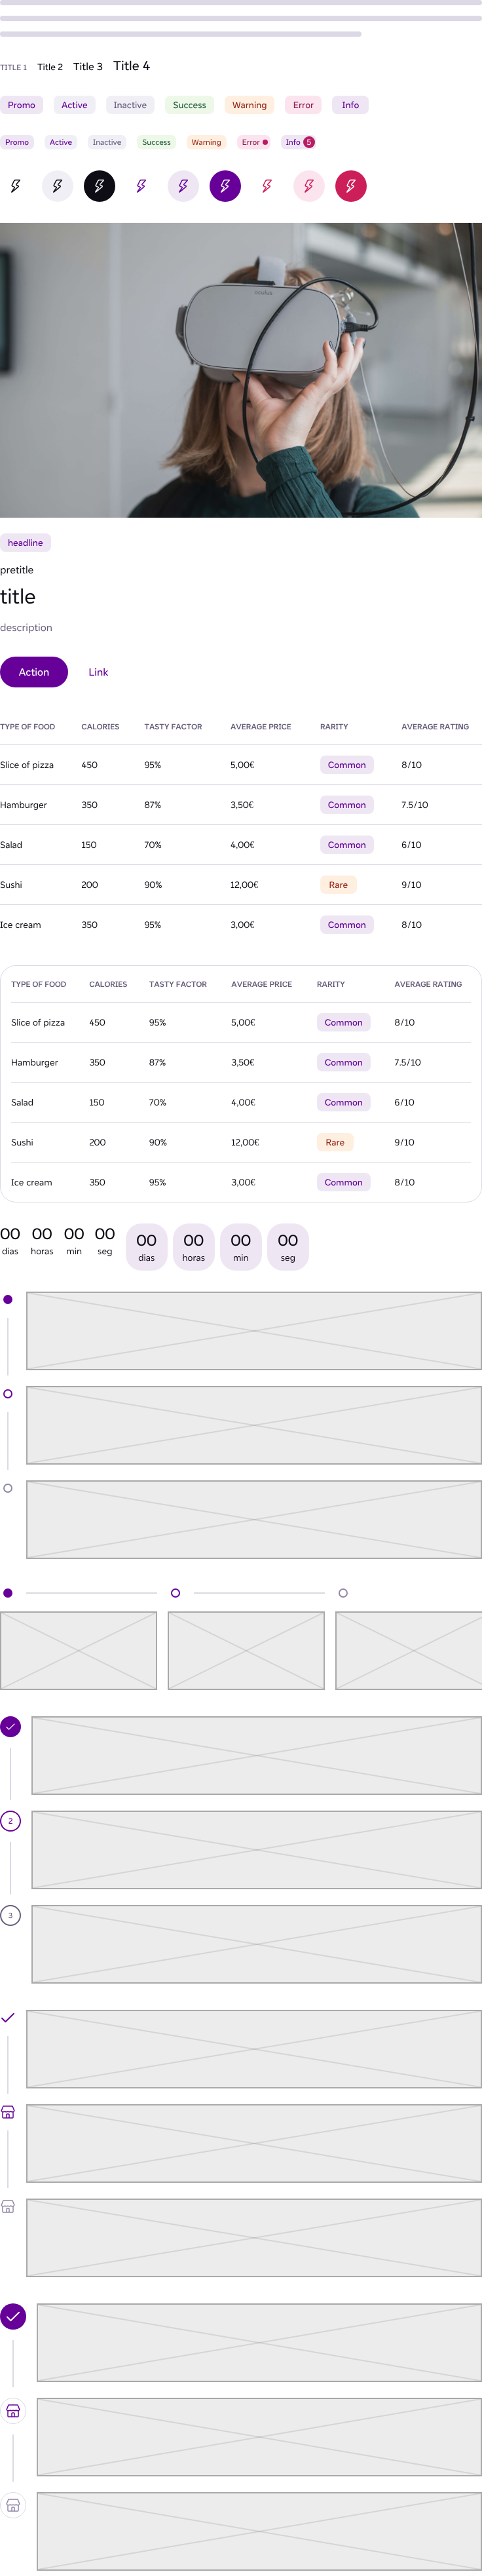 TITLE 1 Title 2 Title 3 Title 4
Promo Active Inactive Success Warning Error Info
Promo Active Inactive Success Warning Error Info 5
oculus
headline
pretitle
title
description
Action Link
TYPE OF FOOD CALORIES TASTY FACTOR AVERAGE PRICE RARITY AVERAGE RATING
Slice of pizza 450 95% 5,00€ Common 8/10
Hamburger 350 87% 3,50€ Common 7.5/10
Salad 150 70% 4,00€ Common 6/10
Sushi 200 90% 12,00€ Rare 9/10
Ice cream 350 95% 3,00€ Common 8/10
TYPE OF FOOD CALORIES TASTY FACTOR AVERAGE PRICE RARITY AVERAGE RATING
Slice of pizza 450 95% 5,00€ Common 8/10
Hamburger 350 87% 3,50€ Common 7.5/10
Salad 150 70% 4,00€ Common 6/10
Sushi 200 90% 12,00€ Rare 9/10
Ice cream 350 95% 3,00€ Common 8/10
00 00 00 00 00 00 00 00
dias horas min seg dias horas min seg
2
3